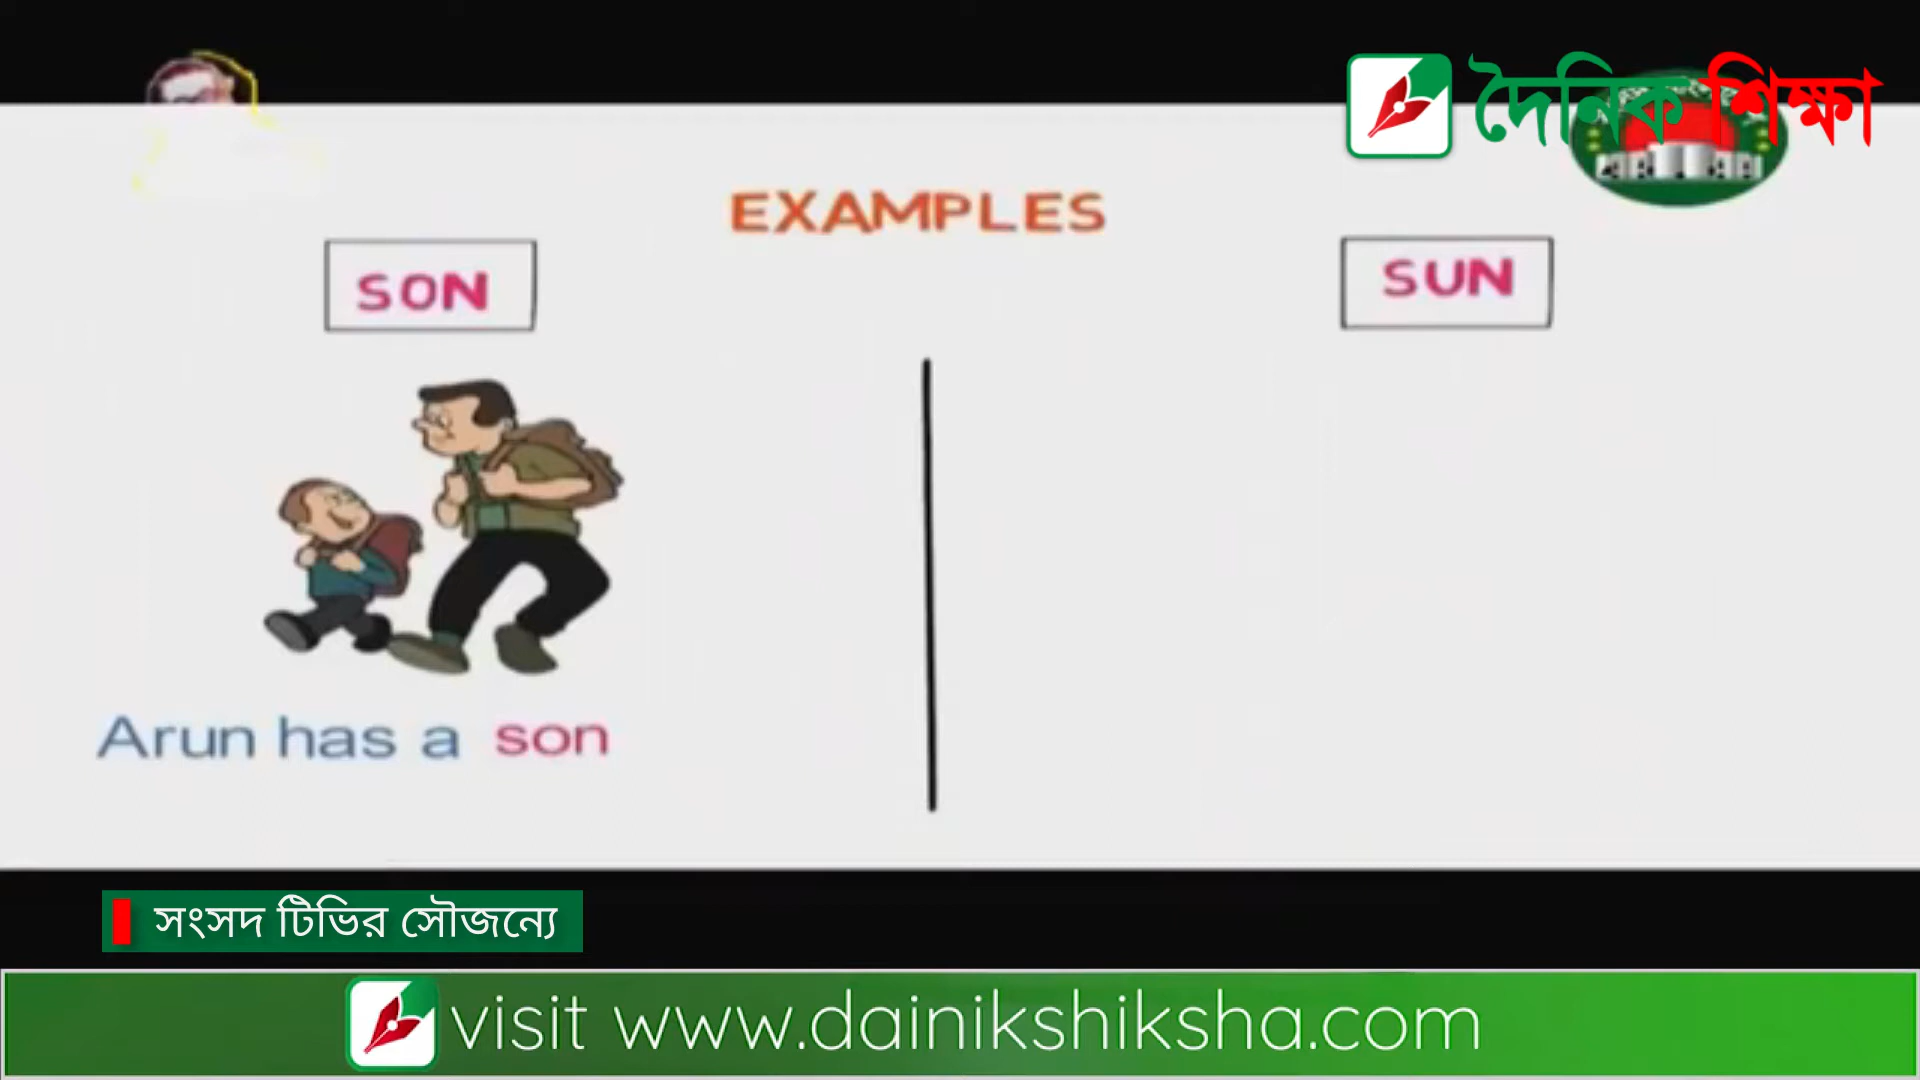 দৈনিক শিক্ষা
EXAMPLES
SON
SUN
Arun has a son
সংসদ টিভির সৌজন্যে
visit www.dainikshiksha.com